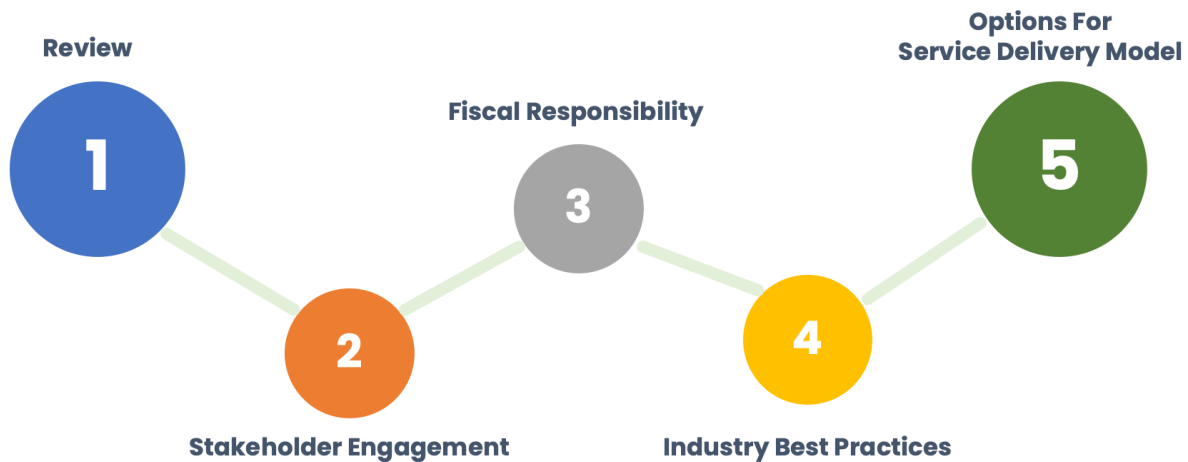 Review
1
2
Stakeholder Engagement
Fiscal Responsibility
3
4
Industry Best Practices
Options For
Service Delivery Model
5